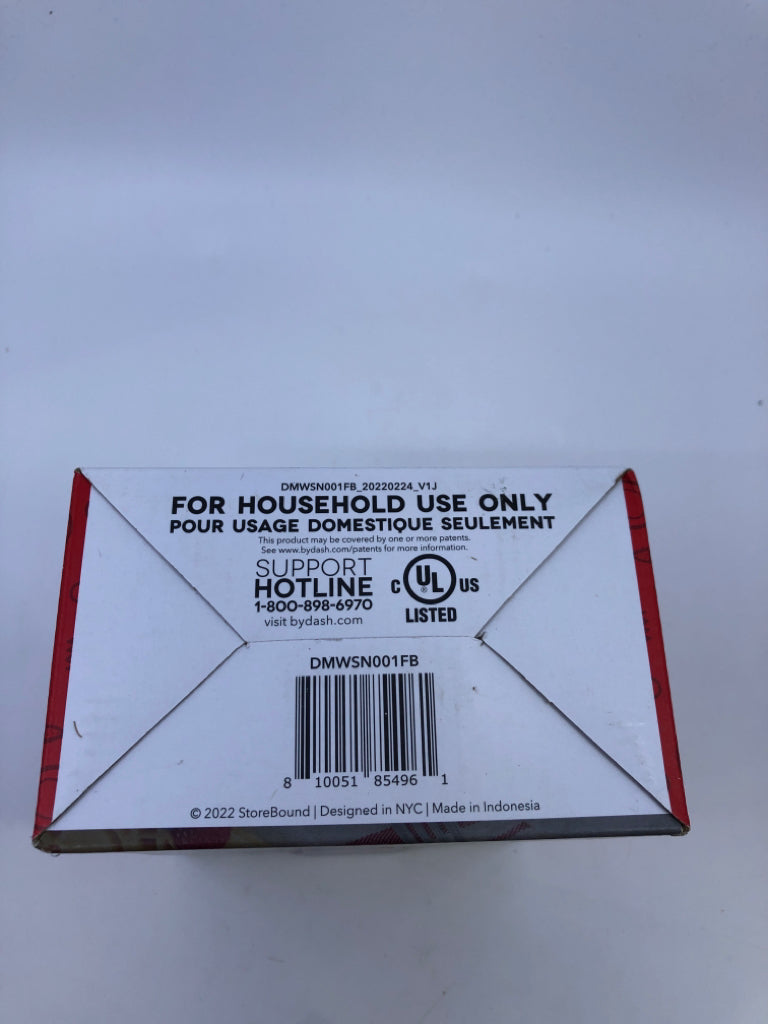 DMWSN001FB_20220224_V1J
FOR HOUSEHOLD USE ONLY
POUR USAGE DOMESTIQUE SEULEMENT
This product may be covered by one or more patents.
See www.bydash.com/patents for more information.
SUPPORT
HOTLINE
1-800-898-6970
visit bydash.com
C UL ® US
LISTED
DMWSN001FB
8 10051 85496 1
© 2022 StoreBound | Designed in NYC | Made in Indonesia